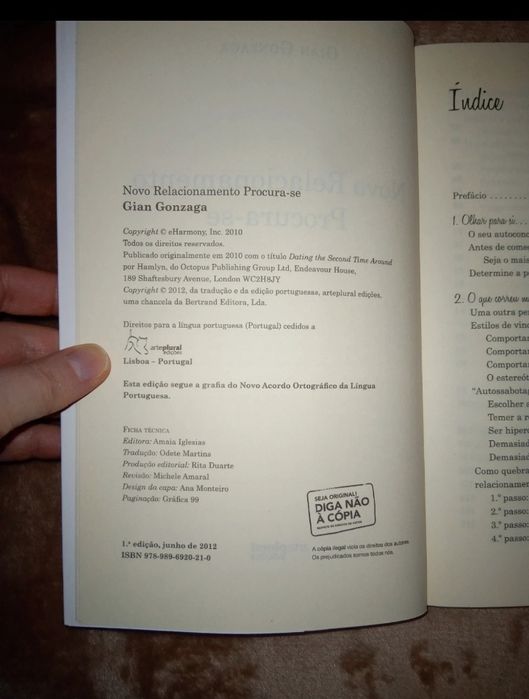 Novo Relacionamento Procura-se
Gian Gonzaga
Copyright © eHarmony, Inc. 2010
Todos os direitos reservados.
Publicado originalmente em 2010 com o título Dating the Second Time Around
por Hamlyn, do Octopus Publishing Group Ltd, Endeavour House,
189 Shaftesbury Avenue, London WC2H8JY
Copyright © 2012, da tradução e da edição portuguesas, arteplural edições,
uma chancela da Bertrand Editora, Lda.
Direitos para a língua portuguesa (Portugal) cedidos a
arteplural
edições
Lisboa – Portugal
Esta edição segue a grafia do Novo Acordo Ortográfico da Língua
Portuguesa.
FICHA TÉCNICA
Editora: Amaia Iglesias
Tradução: Odete Martins
Produção editorial: Rita Duarte
Revisão: Michele Amaral
Design da capa: Ana Monteiro
Paginação: Gráfica 99
SEJA ORIGINAL!
DIGA NÃO
À CÓPIA
A cópia ilegal viola os direitos dos autores.
Os prejudicados somos todos nós.
1.ª edição, junho de 2012
ISBN 978-989-6920-21-0
Índice
Prefácio ........
1. Olhar para si...
O seu autoconc
Antes de come
Seja o mais
Determine a p
2. O que correu m
Uma outra pe
Estilos de vinc
Comporta
Comporta
Comporta
O estereót
"Autossabotag
Escolher a
Temer a r
Ser hiperc
Demasiad
Demasiad
Como quebra
relacionamen
1.º passo:
2.º passo:
3.º passo:
4.º passo: